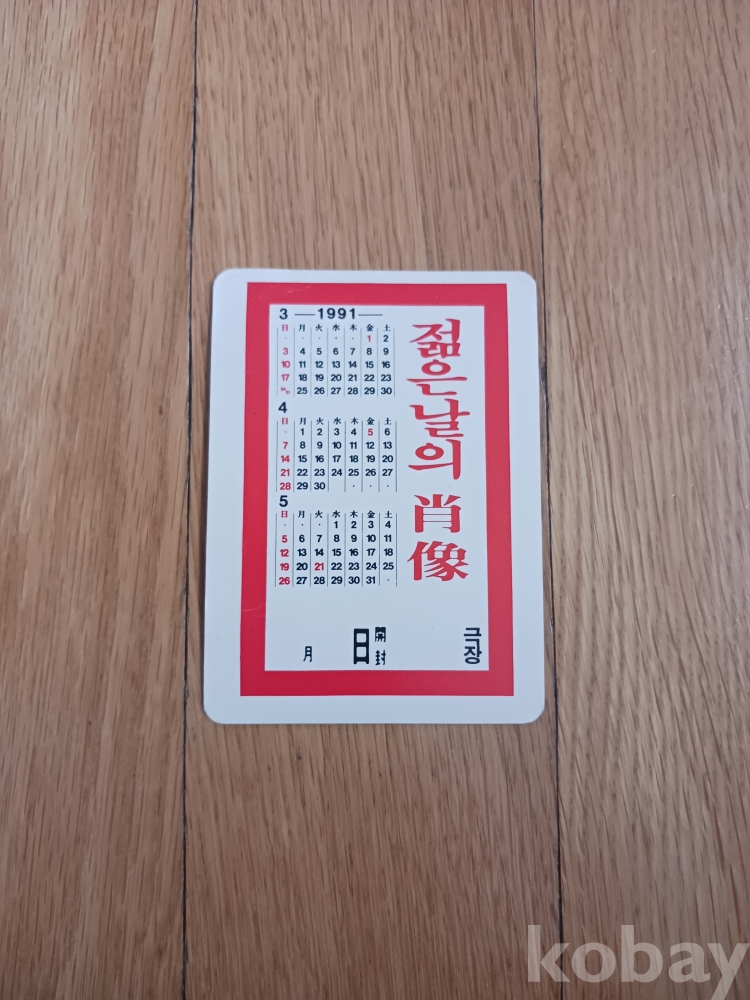 3 —1991—
日 月 火 水 木 金 土
· · · · · 1 2
3 4 5 6 7 8 9
10 11 12 13 14 15 16
17 18 19 20 21 22 23
24/31 25 26 27 28 29 30
4
日 月 火 水 木 金 土
· 1 2 3 4 5 6
7 8 9 10 11 12 13
14 15 16 17 18 19 20
21 22 23 24 25 26 27
28 29 30 · · · ·
5
日 月 火 水 木 金 土
· · · 1 2 3 4
5 6 7 8 9 10 11
12 13 14 15 16 17 18
19 20 21 22 23 24 25
26 27 28 29 30 31 ·
젊은날의 肖像
月 日 開封 극장
kobay